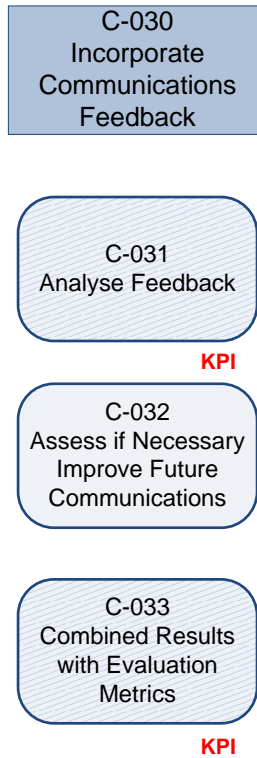 C-030
Incorporate
Communications
Feedback
C-031
Analyse Feedback
KPI
C-032
Assess if Necessary
Improve Future
Communications
C-033
Combined Results
with Evaluation
Metrics
KPI